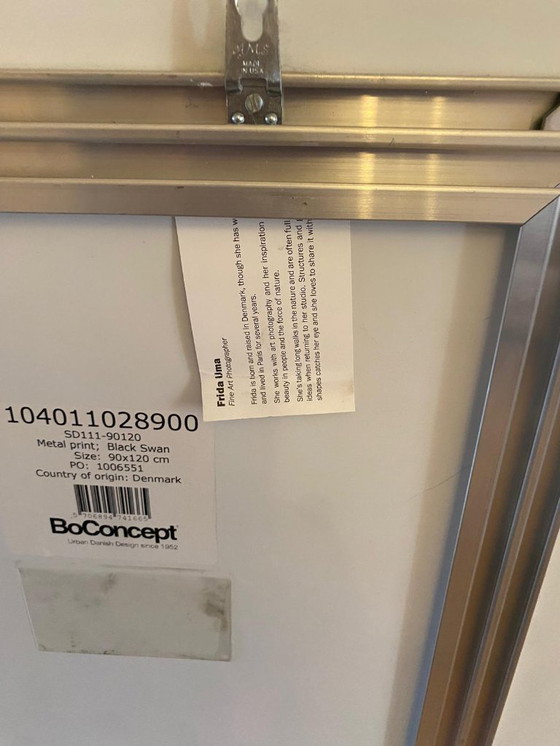 MADE
IN USA
Frida Uma
Fine Art Photographer
Frida is born and raised in Denmark, though she has
and lived in Paris for several years.
She works with art photography and her inspiration
beauty in people and the force of nature.
She's taking long walks in the nature and are often full
ideas when returning to her studio. Structures and
shapes catches her eye and she loves to share it with
104011028900
SD111-90120
Metal print; Black Swan
Size: 90x120 cm
PO: 1006551
Country of origin: Denmark
5 706894 741665
BoConcept
Urban Danish Design since 1952